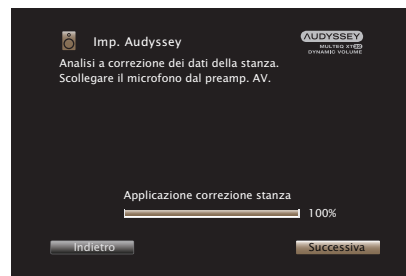 Imp. Audyssey
AUDYSSEY
MULTEQ XT32
DYNAMIC VOLUME
Analisi a correzione dei dati della stanza.
Scollegare il microfono dal preamp. AV.
Applicazione correzione stanza
100%
Indietro
Successiva